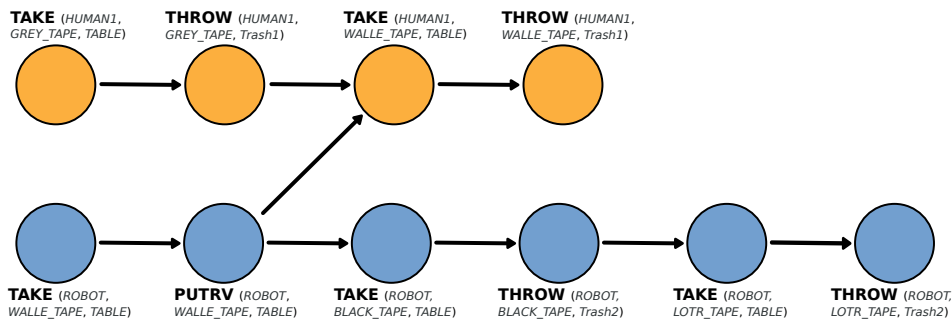 TAKE (HUMAN1,
GREY_TAPE, TABLE)
THROW (HUMAN1,
GREY_TAPE, Trash1)
TAKE (HUMAN1,
WALLE_TAPE, TABLE)
THROW (HUMAN1,
WALLE_TAPE, Trash1)
TAKE (ROBOT,
WALLE_TAPE, TABLE)
PUTRV (ROBOT,
WALLE_TAPE, TABLE)
TAKE (ROBOT,
BLACK_TAPE, TABLE)
THROW (ROBOT,
BLACK_TAPE, Trash2)
TAKE (ROBOT,
LOTR_TAPE, TABLE)
THROW (ROBOT,
LOTR_TAPE, Trash2)